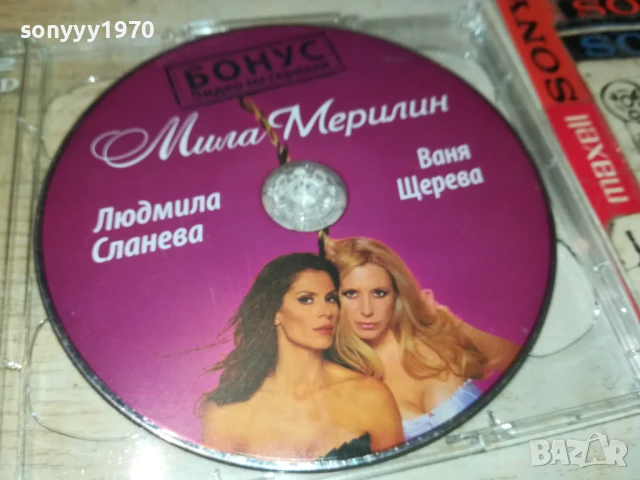 sonyyy1970
БОНУС
видео материали
Мила Мерилин
Людмила
Сланева
Ваня
Щерева
SONY
maxell
BAZAR